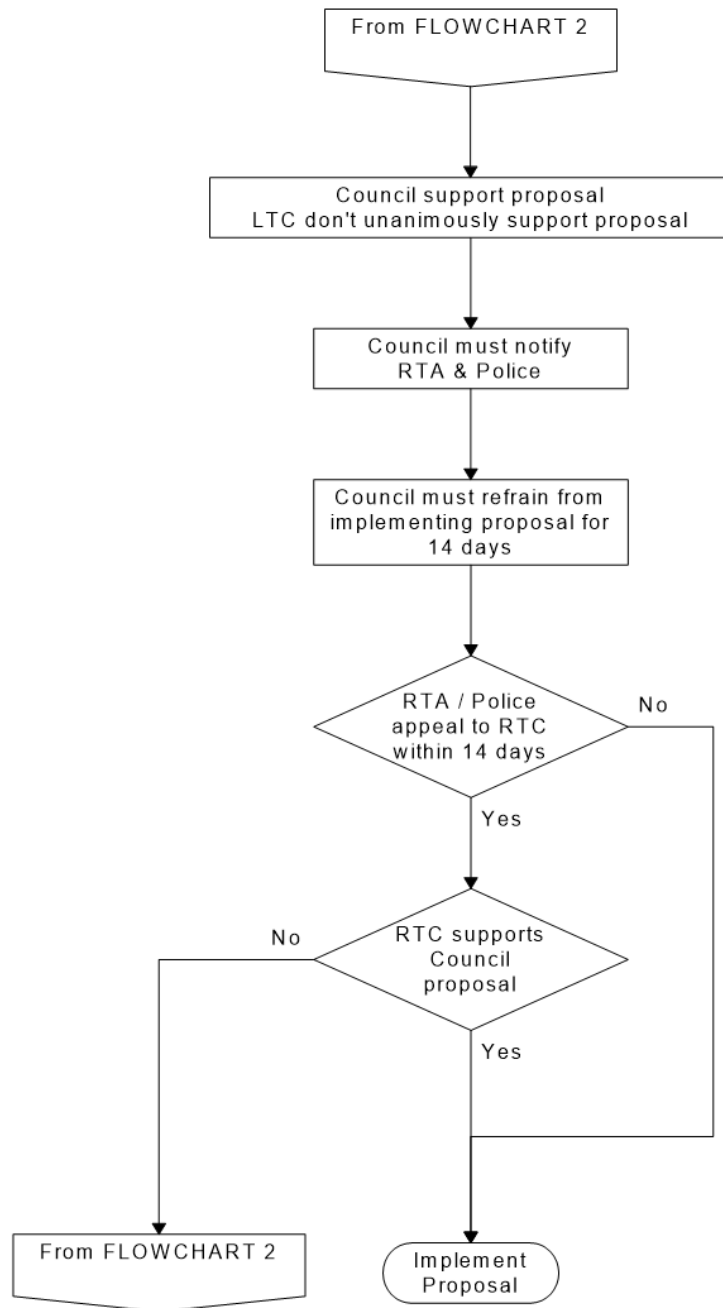 From FLOWCHART 2
Council support proposal
LTC don't unanimously support proposal
Council must notify
RTA & Police
Council must refrain from
implementing proposal for
14 days
RTA / Police
appeal to RTC
within 14 days
No
Yes
No
RTC supports
Council
proposal
Yes
From FLOWCHART 2
Implement
Proposal